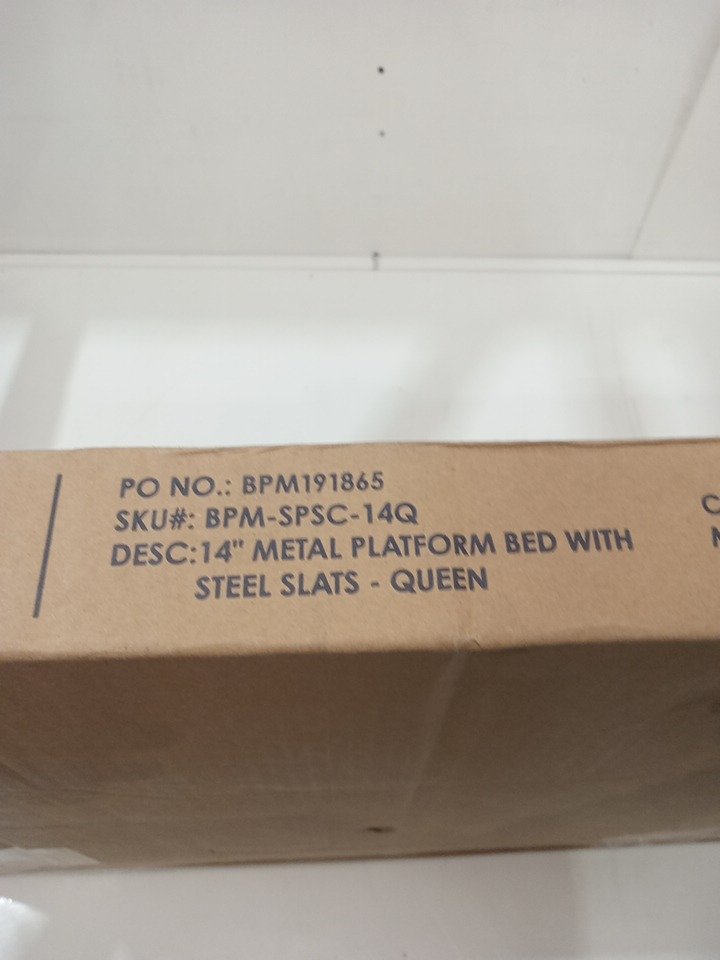 PO NO.: BPM191865
SKU#: BPM-SPSC-14Q
DESC:14" METAL PLATFORM BED WITH
STEEL SLATS - QUEEN